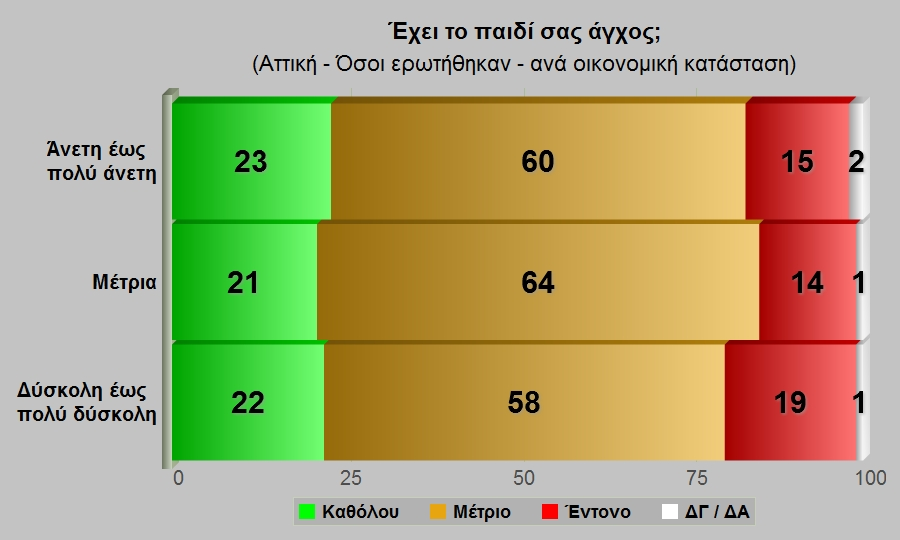 Έχει το παιδί σας άγχος;
(Αττική - Όσοι ερωτήθηκαν - ανά οικονομική κατάσταση)
Άνετη έως
πολύ άνετη
23 60 15 2
Μέτρια
21 64 14 1
Δύσκολη έως
πολύ δύσκολη
22 58 19 1
0 25 50 75 100
Καθόλου Μέτριο Έντονο ΔΓ / ΔΑ